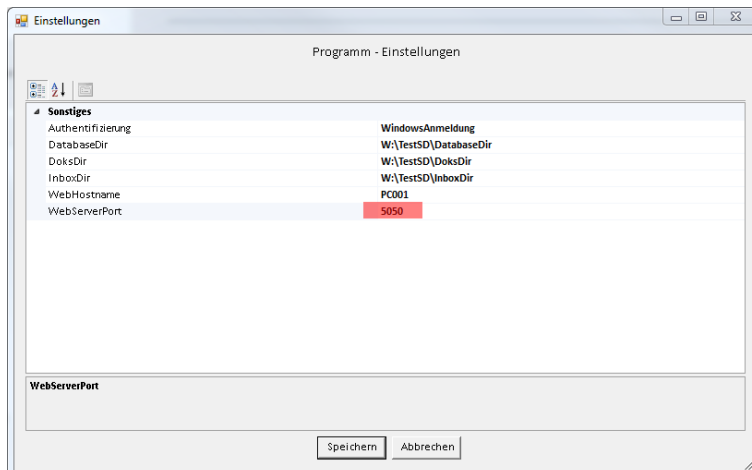 Einstellungen
Programm - Einstellungen
Sonstiges
Authentifizierung WindowsAnmeldung
DatabaseDir W:\TestSD\DatabaseDir
DoksDir W:\TestSD\DoksDir
InboxDir W:\TestSD\InboxDir
WebHostname PC001
WebServerPort 5050
WebServerPort
Speichern Abbrechen